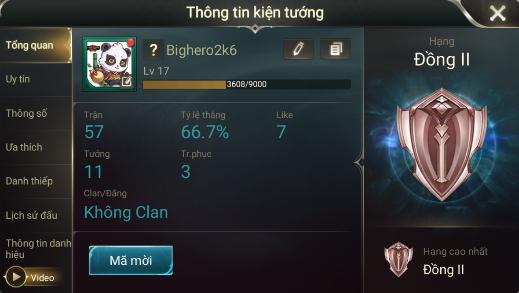 Thông tin kiện tướng
Tổng quan
Uy tín
Thông số
Ưa thích
Danh thiếp
Lịch sử đấu
Thông tin danh
hiệu
Video
? Bighero2k6
Lv 17
3608/9000
Trận Tỷ lệ thắng Like
57 66.7% 7
Tướng Tr.phục
11 3
Clan/Đảng
Không Clan
Mã mời
Hạng
Đồng II
Hạng cao nhất
Đồng II